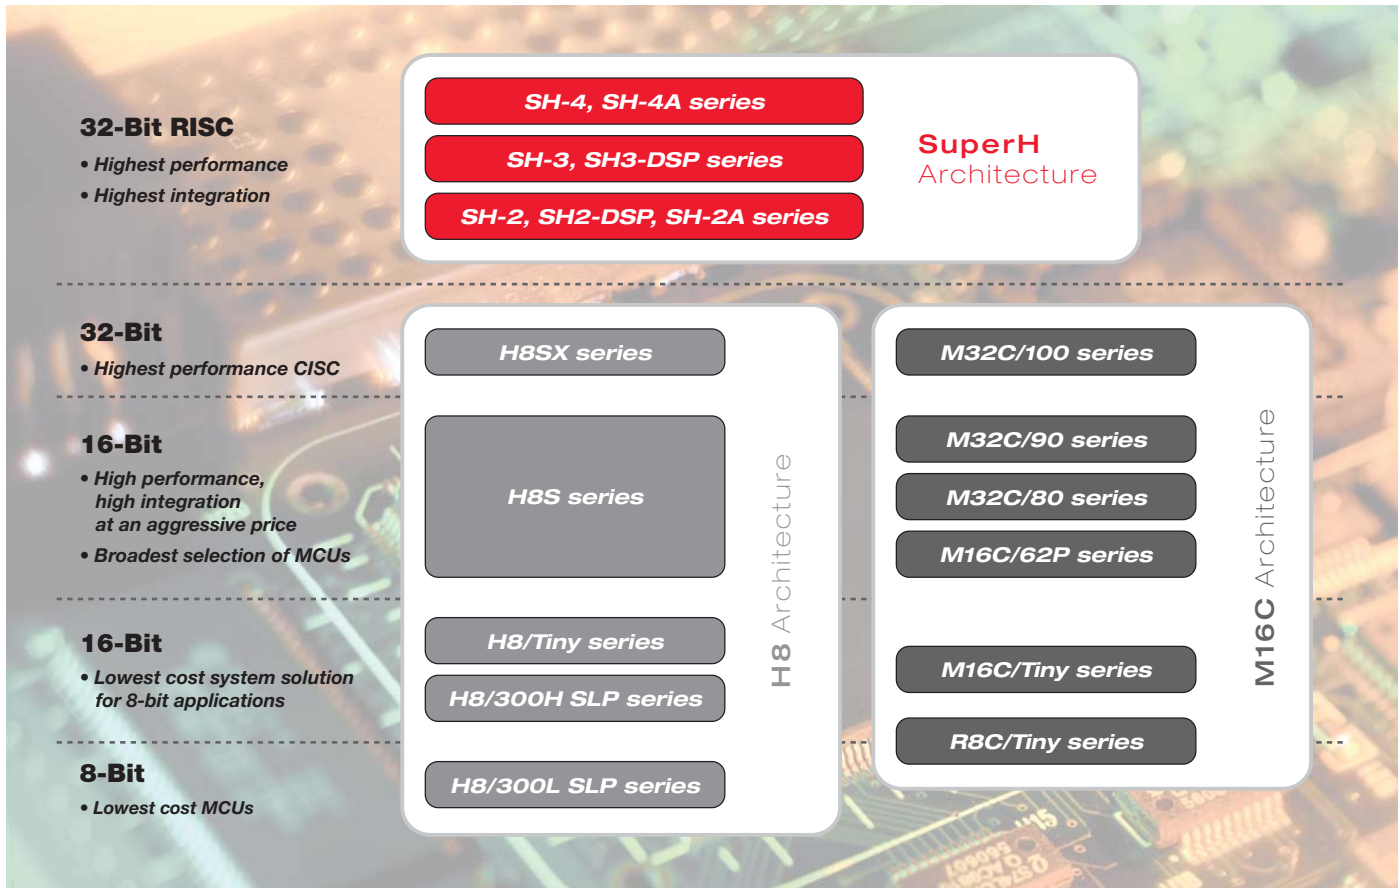 32-Bit RISC
• Highest performance
• Highest integration
SH-4, SH-4A series
SH-3, SH3-DSP series
SH-2, SH2-DSP, SH-2A series
SuperH
Architecture
32-Bit
• Highest performance CISC
H8SX series
M32C/100 series
16-Bit
• High performance,
high integration
at an aggressive price
• Broadest selection of MCUs
H8S series
M32C/90 series
M32C/80 series
M16C/62P series
16-Bit
• Lowest cost system solution
for 8-bit applications
H8/Tiny series
H8/300H SLP series
M16C/Tiny series
R8C/Tiny series
8-Bit
• Lowest cost MCUs
H8/300L SLP series
H8 Architecture
M16C Architecture